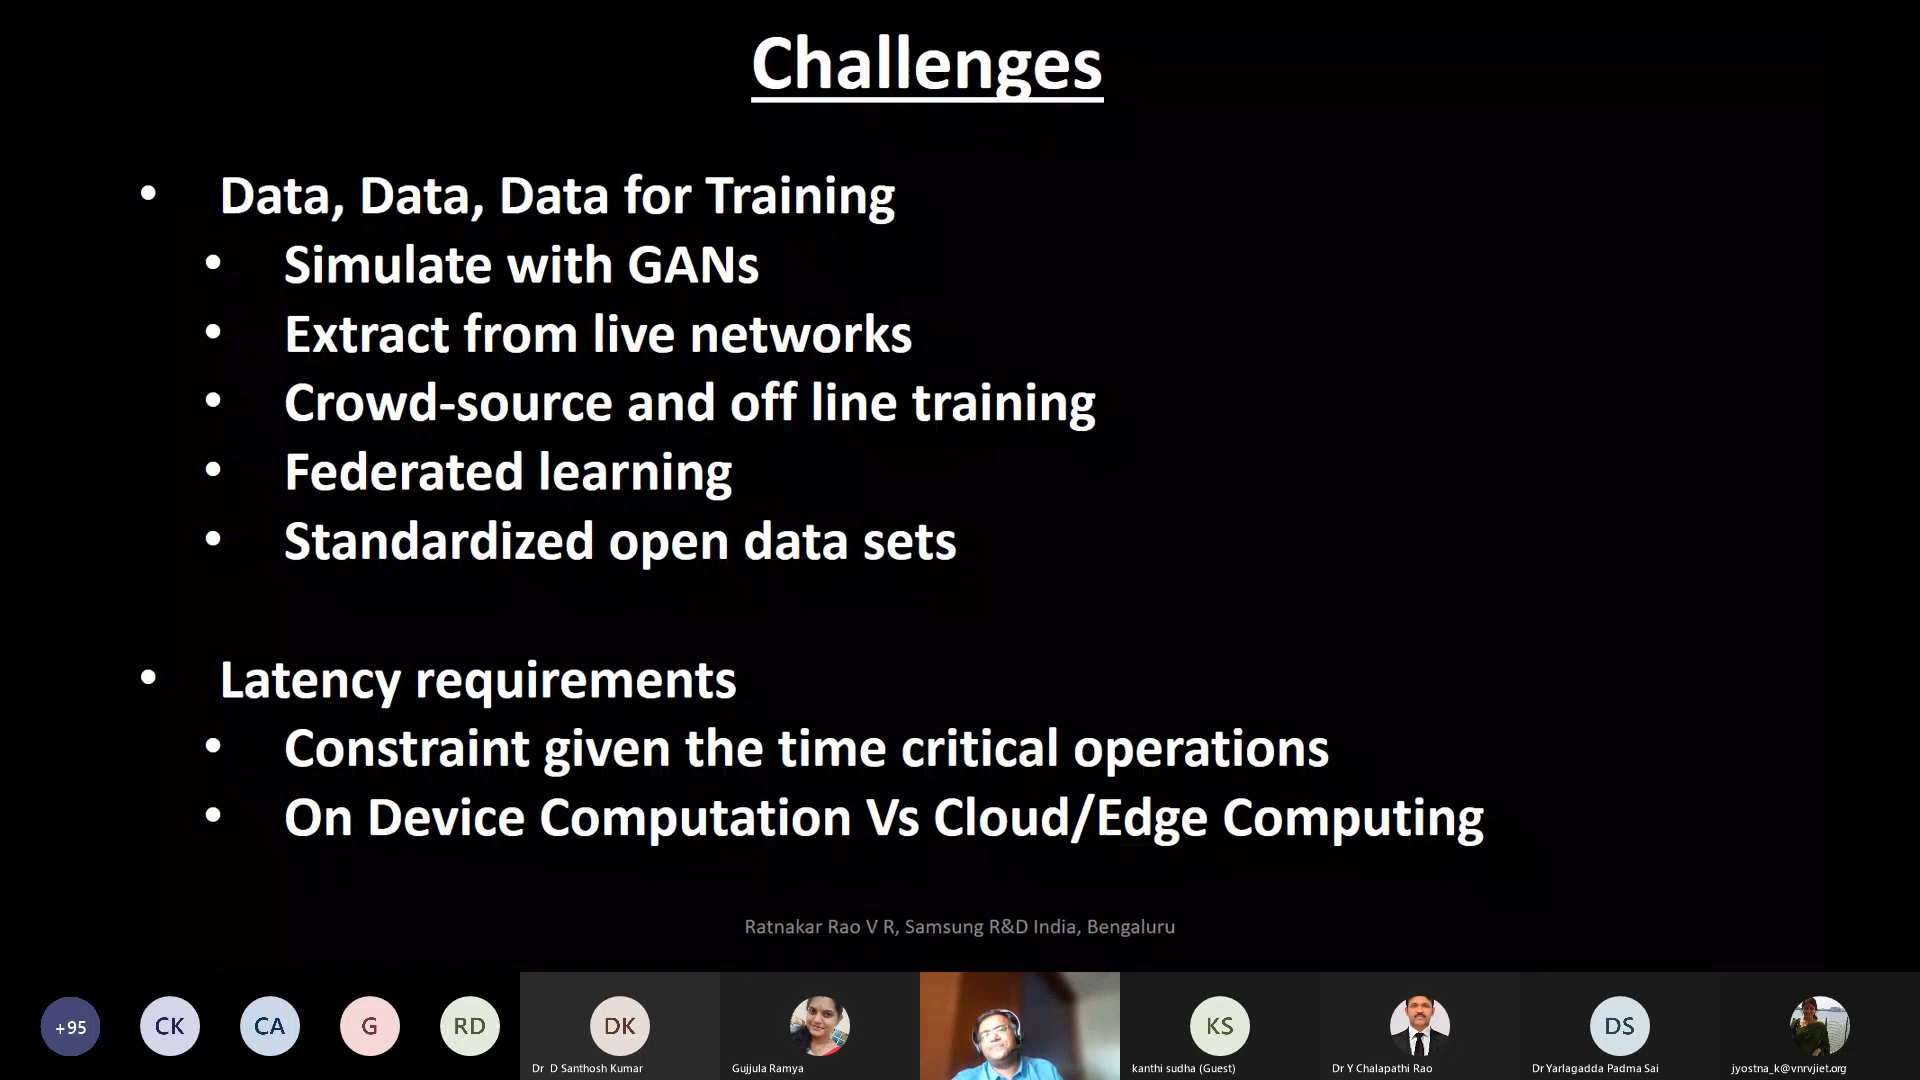 Challenges
• Data, Data, Data for Training
• Simulate with GANs
• Extract from live networks
• Crowd-source and off line training
• Federated learning
• Standardized open data sets
• Latency requirements
• Constraint given the time critical operations
• On Device Computation Vs Cloud/Edge Computing
Ratnakar Rao V R, Samsung R&D India, Bengaluru
+95 CK CA G RD DK KS DS
Dr D Santhosh Kumar Gujjula Ramya kanthi sudha (Guest) Dr Y Chalapathi Rao Dr Yarlagadda Padma Sai jyostna_k@vnrvjiet.org